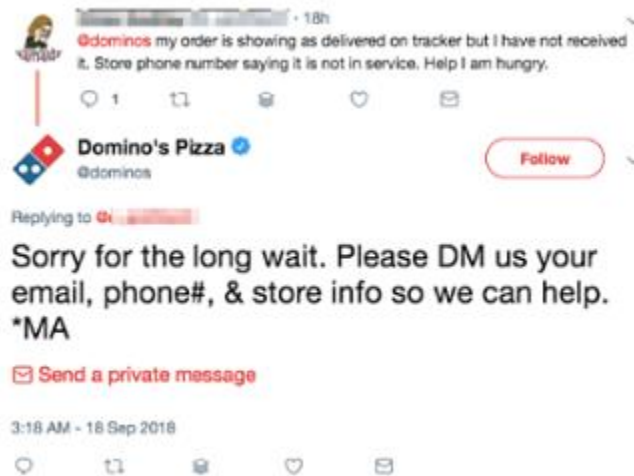 18h
@dominos my order is showing as delivered on tracker but I have not received
it. Store phone number saying it is not in service. Help I am hungry.
1
Domino's Pizza
@dominos
Follow
Replying to
Sorry for the long wait. Please DM us your
email, phone#, & store info so we can help.
*MA
Send a private message
3:18 AM - 18 Sep 2018